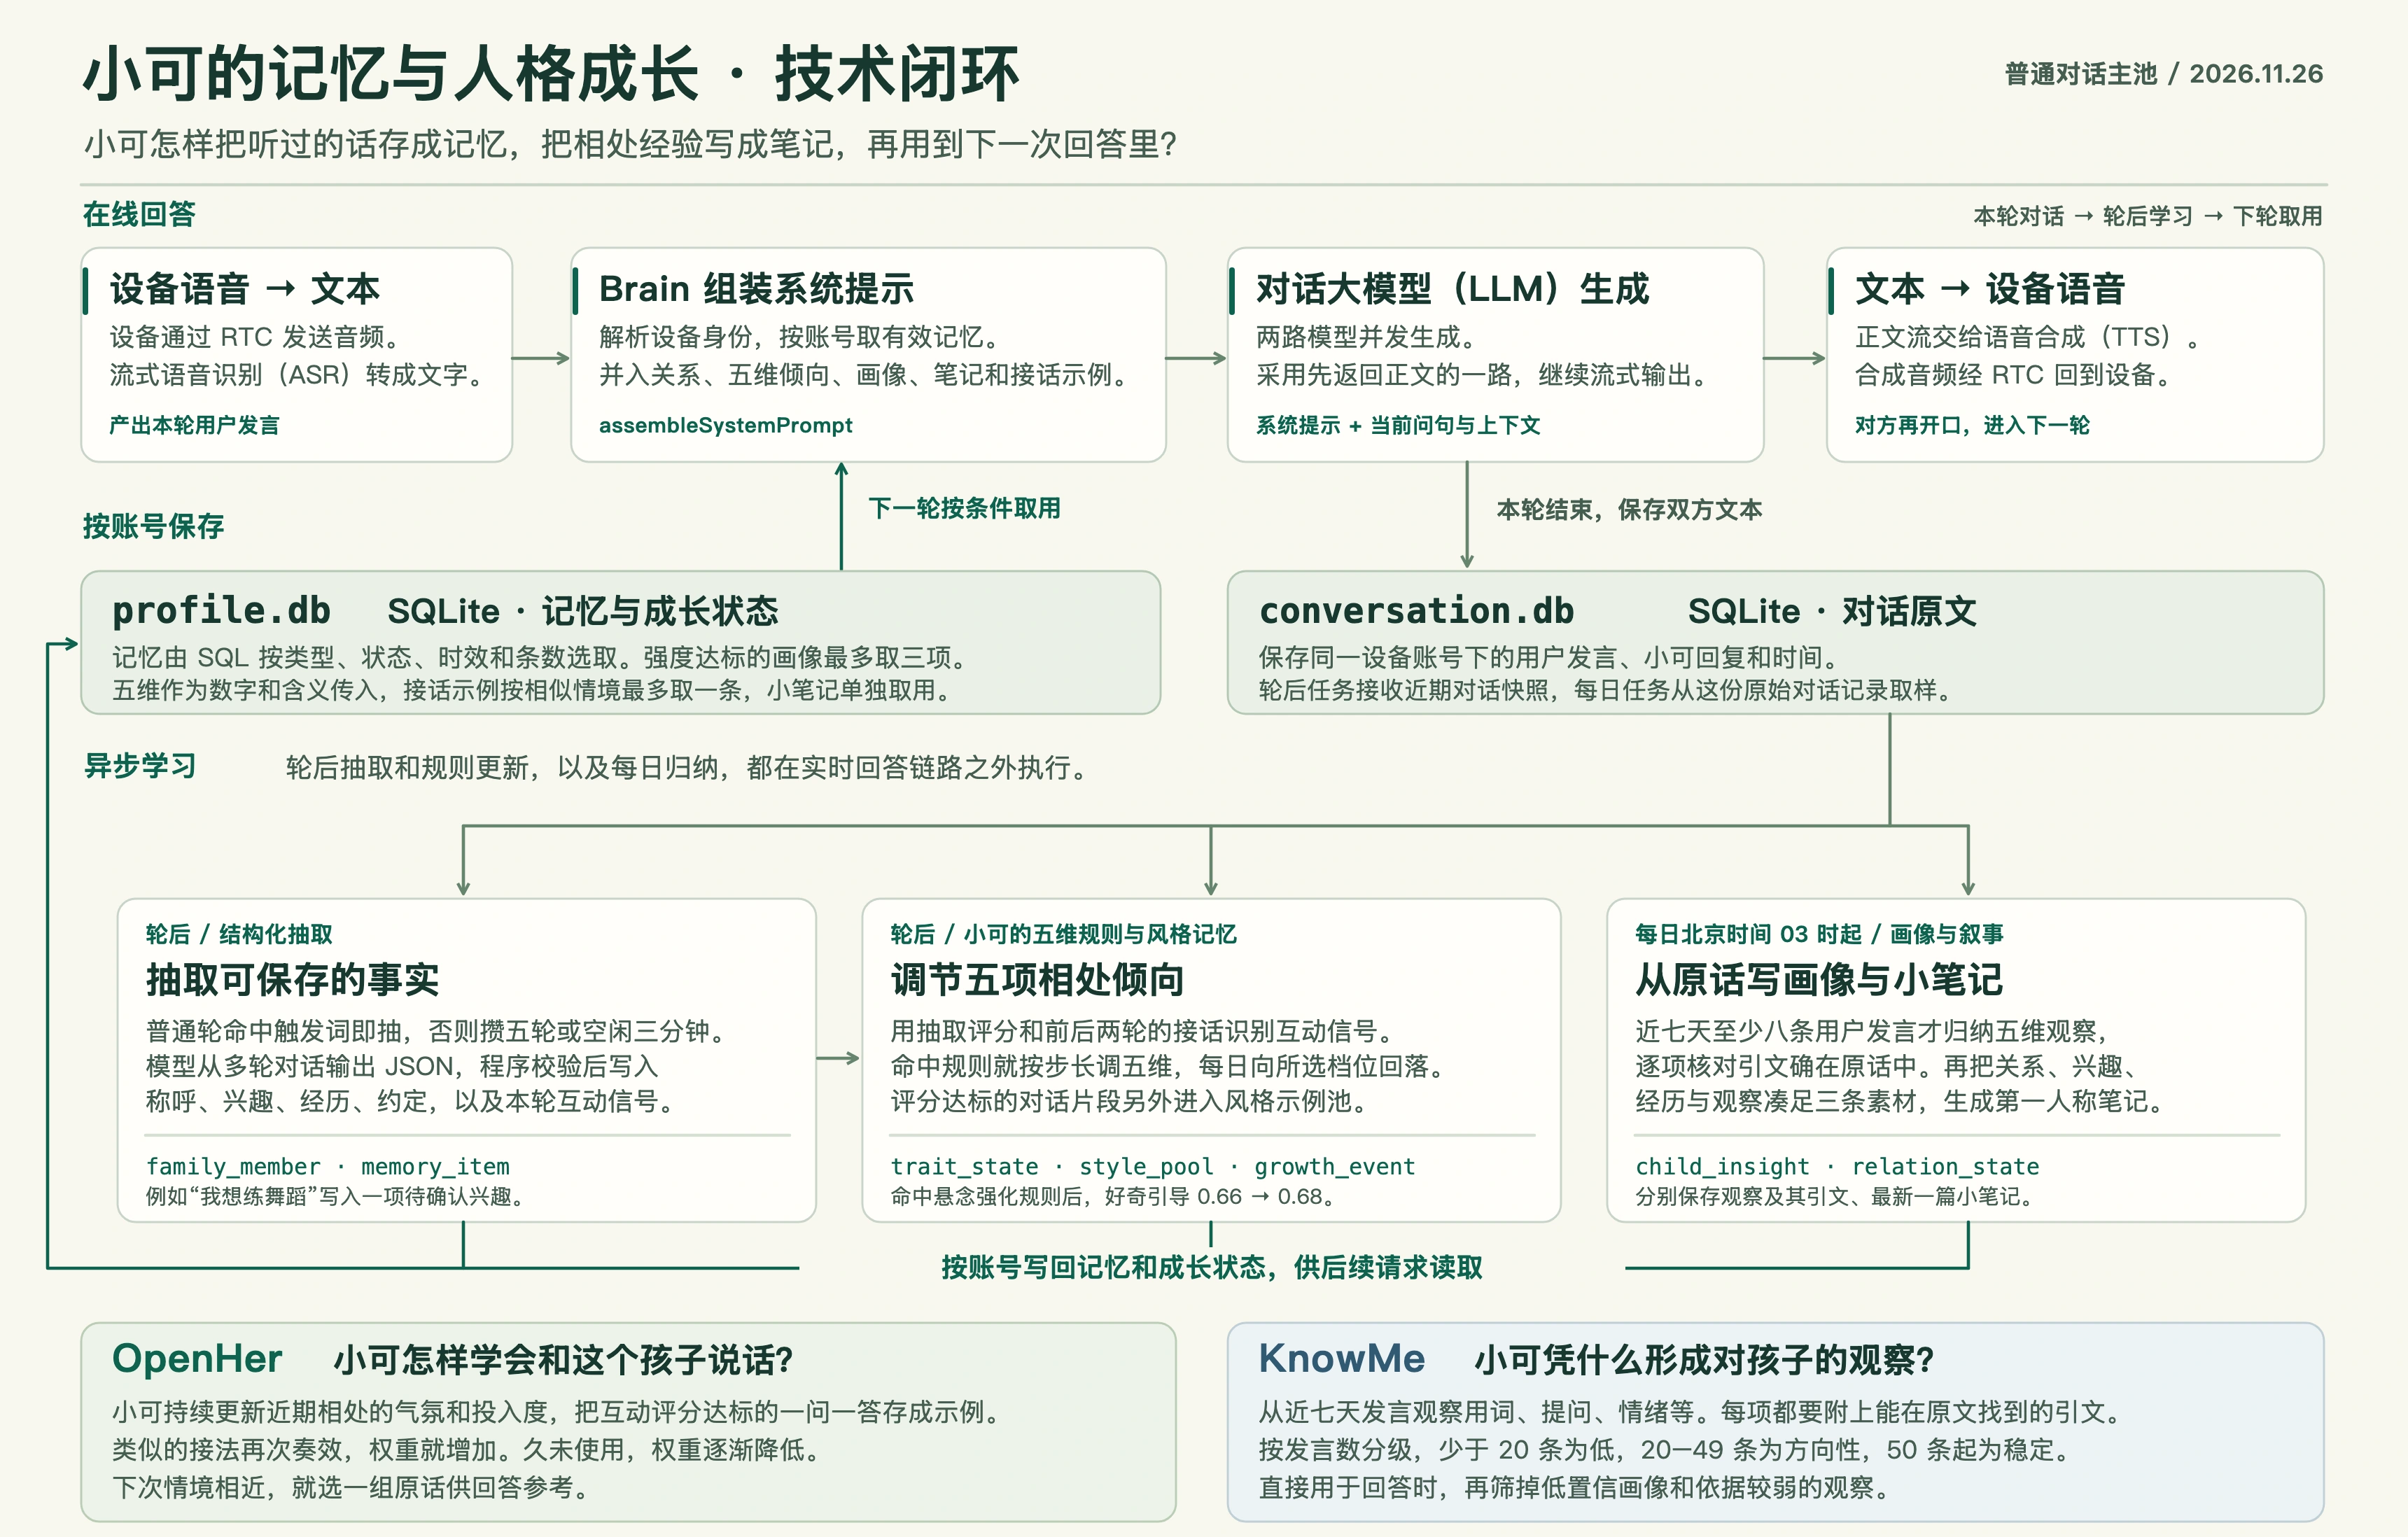 小可的记忆与人格成长 · 技术闭环
普通对话主池 / 2026.11.26
小可怎样把听过的话存成记忆，把相处经验写成笔记，再用到下一次回答里？
在线回答
本轮对话 → 轮后学习 → 下轮取用
设备语音 → 文本
设备通过 RTC 发送音频。
流式语音识别（ASR）转成文字。
产出本轮用户发言
Brain 组装系统提示
解析设备身份，按账号取有效记忆。
并入关系、五维倾向、画像、笔记和接话示例。
assembleSystemPrompt
对话大模型（LLM）生成
两路模型并发生成。
采用先返回正文的一路，继续流式输出。
系统提示 + 当前问句与上下文
文本 → 设备语音
正文流交给语音合成（TTS）。
合成音频经 RTC 回到设备。
对方再开口，进入下一轮
下一轮按条件取用
本轮结束，保存双方文本
按账号保存
profile.db SQLite · 记忆与成长状态
记忆由 SQL 按类型、状态、时效和条数选取。强度达标的画像最多取三项。
五维作为数字和含义传入，接话示例按相似情境最多取一条，小笔记单独取用。
conversation.db SQLite · 对话原文
保存同一设备账号下的用户发言、小可回复和时间。
轮后任务接收近期对话快照，每日任务从这份原始对话记录取样。
异步学习 轮后抽取和规则更新，以及每日归纳，都在实时回答链路之外执行。
轮后 / 结构化抽取
抽取可保存的事实
普通轮命中触发词即抽，否则攒五轮或空闲三分钟。
模型从多轮对话输出 JSON，程序校验后写入
称呼、兴趣、经历、约定，以及本轮互动信号。
family_member · memory_item
例如“我想练舞蹈”写入一项待确认兴趣。
轮后 / 小可的五维规则与风格记忆
调节五项相处倾向
用抽取评分和前后两轮的接话识别互动信号。
命中规则就按步长调五维，每日向所选档位回落。
评分达标的对话片段另外进入风格示例池。
trait_state · style_pool · growth_event
命中悬念强化规则后，好奇引导 0.66 → 0.68。
每日北京时间 03 时起 / 画像与叙事
从原话写画像与小笔记
近七天至少八条用户发言才归纳五维观察，
逐项核对引文确在原话中。再把关系、兴趣、
经历与观察凑足三条素材，生成第一人称笔记。
child_insight · relation_state
分别保存观察及其引文、最新一篇小笔记。
按账号写回记忆和成长状态，供后续请求读取
OpenHer 小可怎样学会和这个孩子说话？
小可持续更新近期相处的气氛和投入度，把互动评分达标的一问一答存成示例。
类似的接法再次奏效，权重就增加。久未使用，权重逐渐降低。
下次情境相近，就选一组原话供回答参考。
KnowMe 小可凭什么形成对孩子的观察？
从近七天发言观察用词、提问、情绪等。每项都要附上能在原文找到的引文。
按发言数分级，少于 20 条为低，20—49 条为方向性，50 条起为稳定。
直接用于回答时，再筛掉低置信画像和依据较弱的观察。